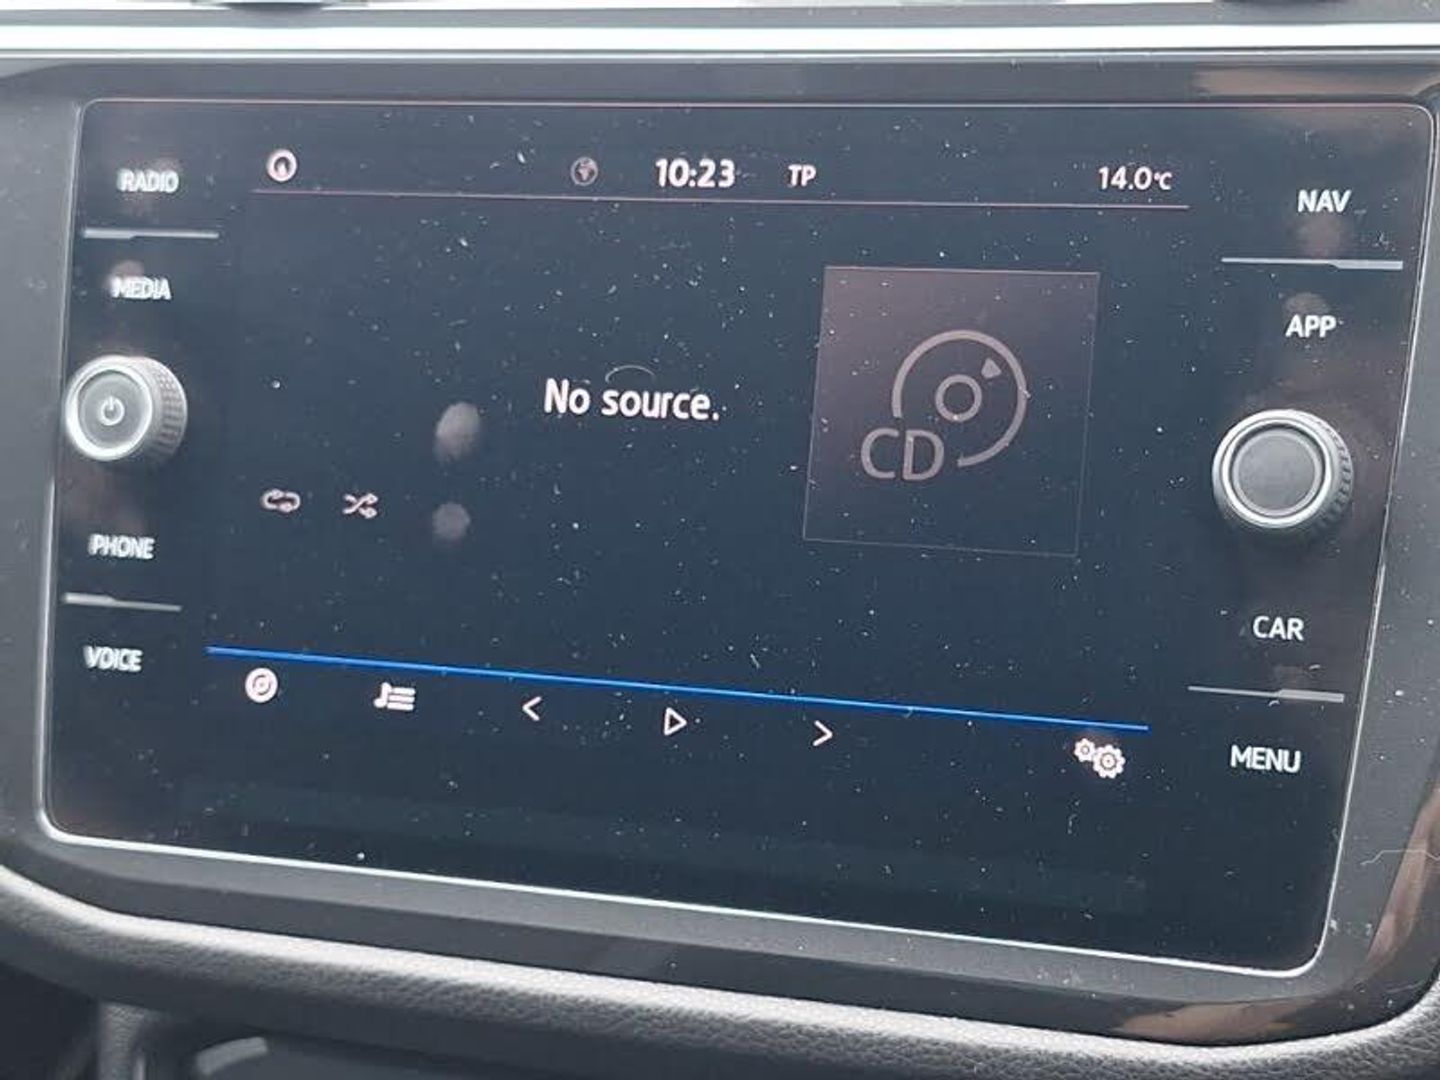 RADIO
MEDIA
PHONE
VOICE
10:23 TP 14.0°C
No source.
CD
NAV
APP
CAR
MENU